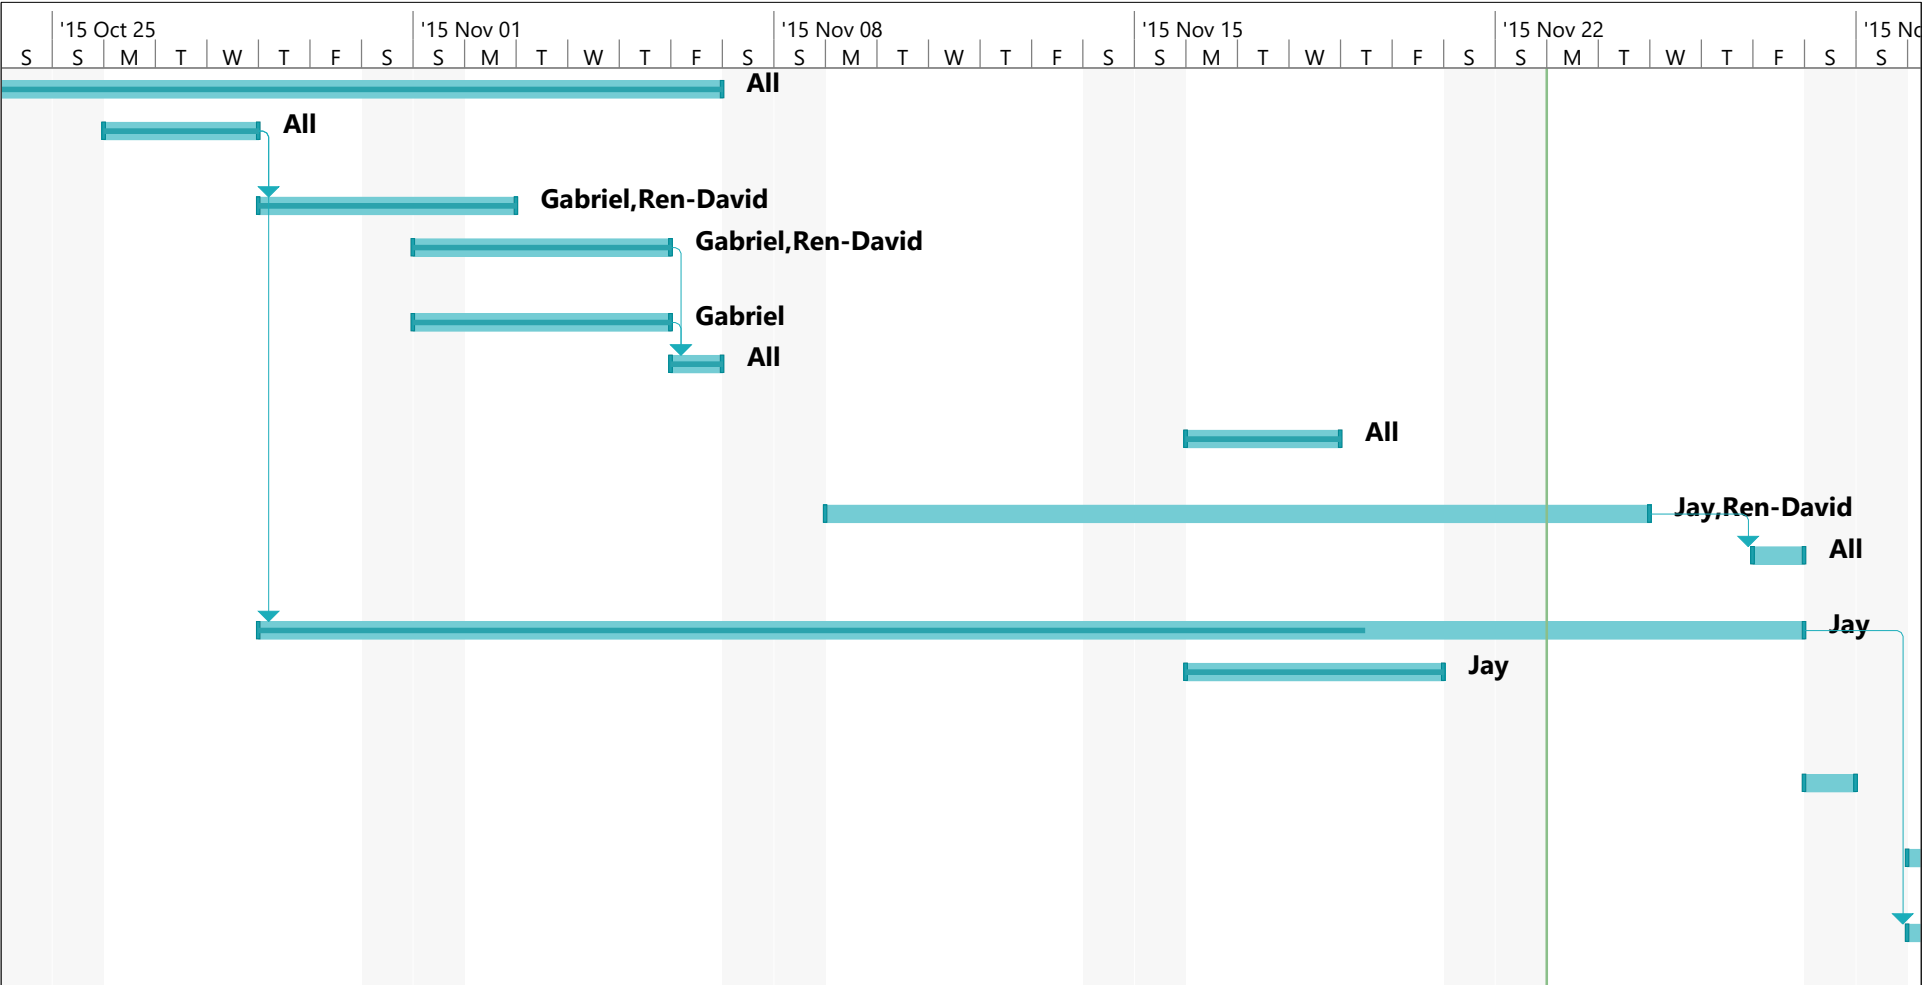 '15 Oct 25 '15 Nov 01 '15 Nov 08 '15 Nov 15 '15 Nov 22
S S M T W T F S S M T W T F S S M T W T F S S M T W T F S S M T W T F S S
All
All
Gabriel,Ren-David
Gabriel,Ren-David
Gabriel
All
All
Jay,Ren-David
All
Jay
Jay